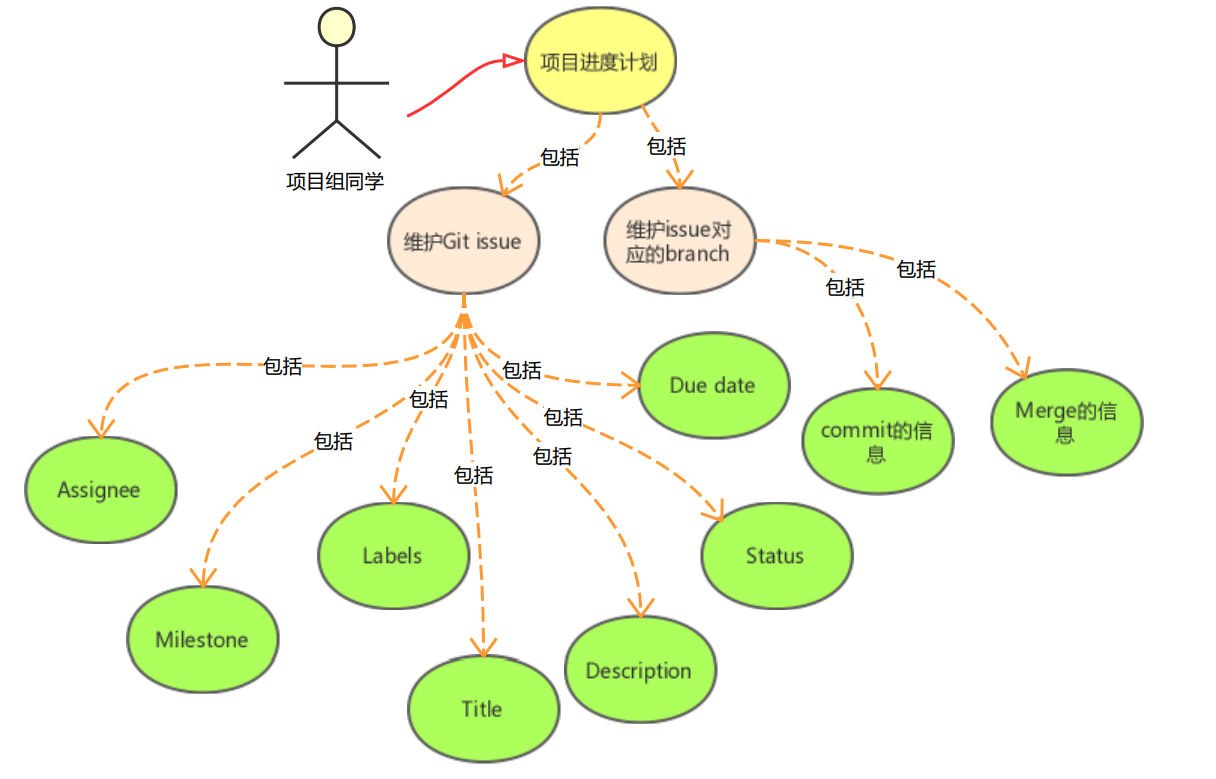 项目进度计划
包括
包括
项目组同学
维护Git issue
维护issue对
应的branch
包括
包括
包括
包括
包括
包括
包括
包括
包括
Due date
Assignee
commit的信
息
Merge的信
息
Labels
Status
Milestone
Description
Title